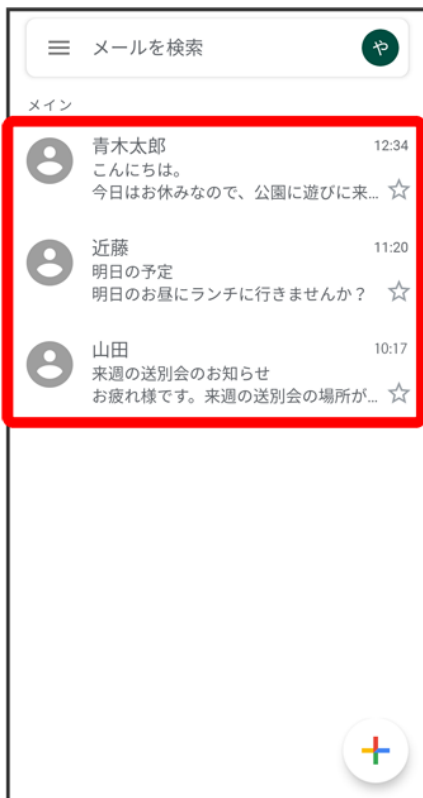 メールを検索
や
メイン
青木太郎
12:34
こんにちは。
今日はお休みなので、公園に遊びに来...
近藤
11:20
明日の予定
明日のお昼にランチに行きませんか?
山田
10:17
来週の送別会のお知らせ
お疲れ様です。来週の送別会の場所が...